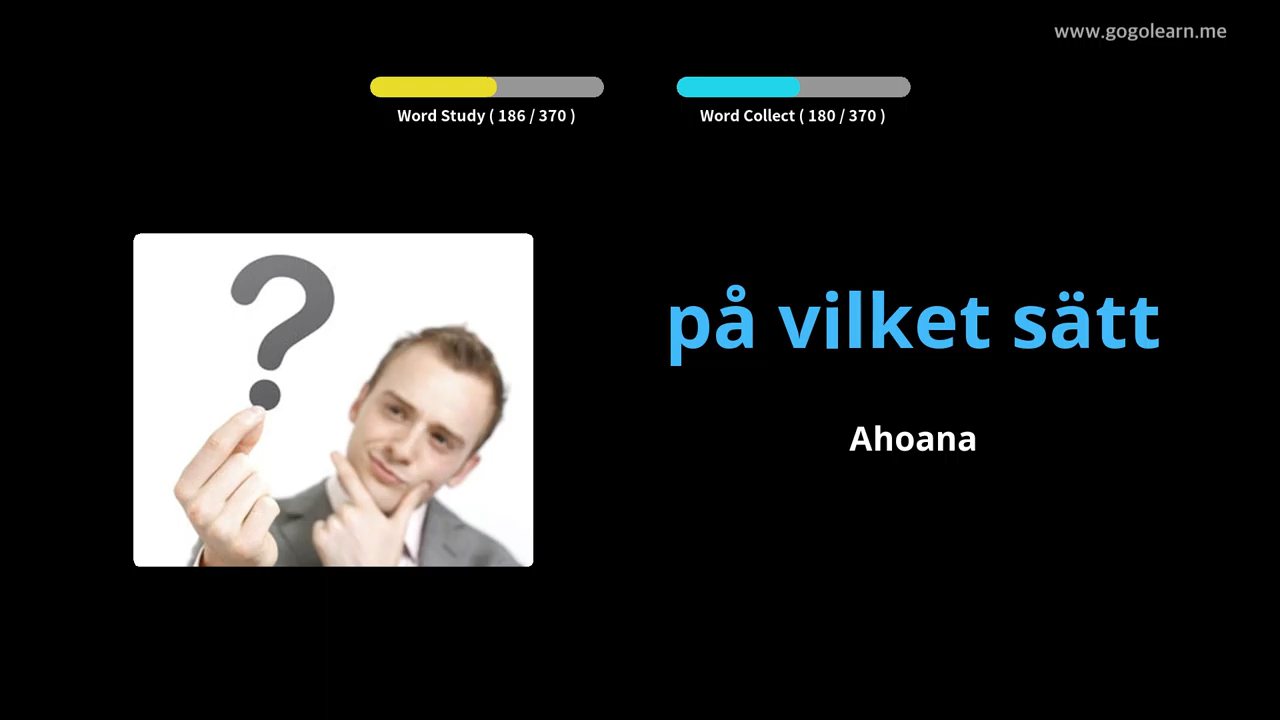 www.gogolearn.me
Word Study ( 186 / 370 )
Word Collect ( 180 / 370 )
?
på vilket sätt
Ahoana